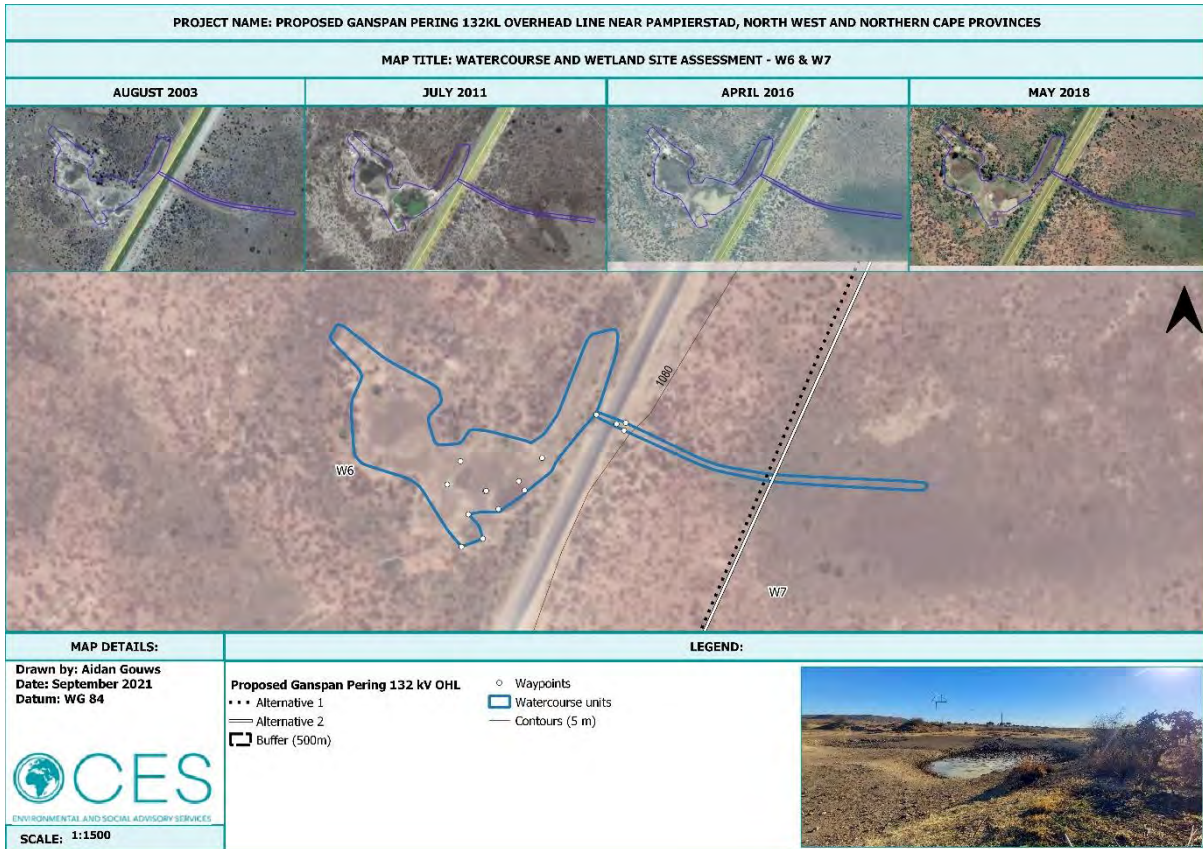 PROJECT NAME: PROPOSED GANSPAN PERING 132KL OVERHEAD LINE NEAR PAMPIERSTAD, NORTH WEST AND NORTHERN CAPE PROVINCES
MAP TITLE: WATERCOURSE AND WETLAND SITE ASSESSMENT - W6 & W7
AUGUST 2003
JULY 2011
APRIL 2016
MAY 2018
1080
W6
W7
MAP DETAILS:
Drawn by: Aidan Gouws
Date: September 2021
Datum: WG 84
CES
ENVIRONMENTAL AND SOCIAL ADVISORY SERVICES
SCALE: 1:1500
LEGEND:
Proposed Ganspan Pering 132 kV OHL
Alternative 1
Alternative 2
Buffer (500m)
Waypoints
Watercourse units
Contours (5 m)